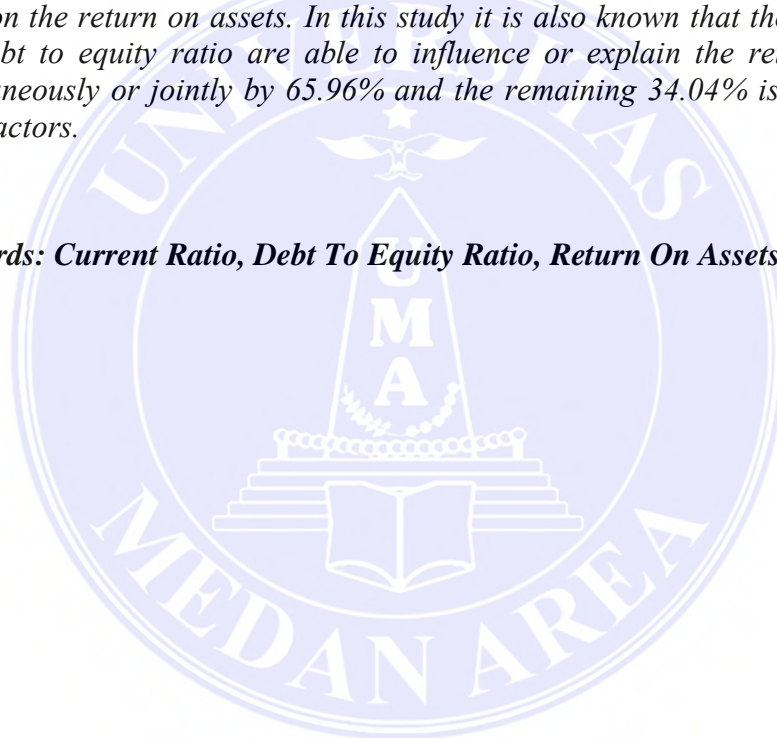 on the return on assets. In this study it is also known that the
bt to equity ratio are able to influence or explain the re
neously or jointly by 65.96% and the remaining 34.04% is
actors.
rds: Current Ratio, Debt To Equity Ratio, Return On Assets
UNIVERSITAS
U
M
A
MEDAN AREA